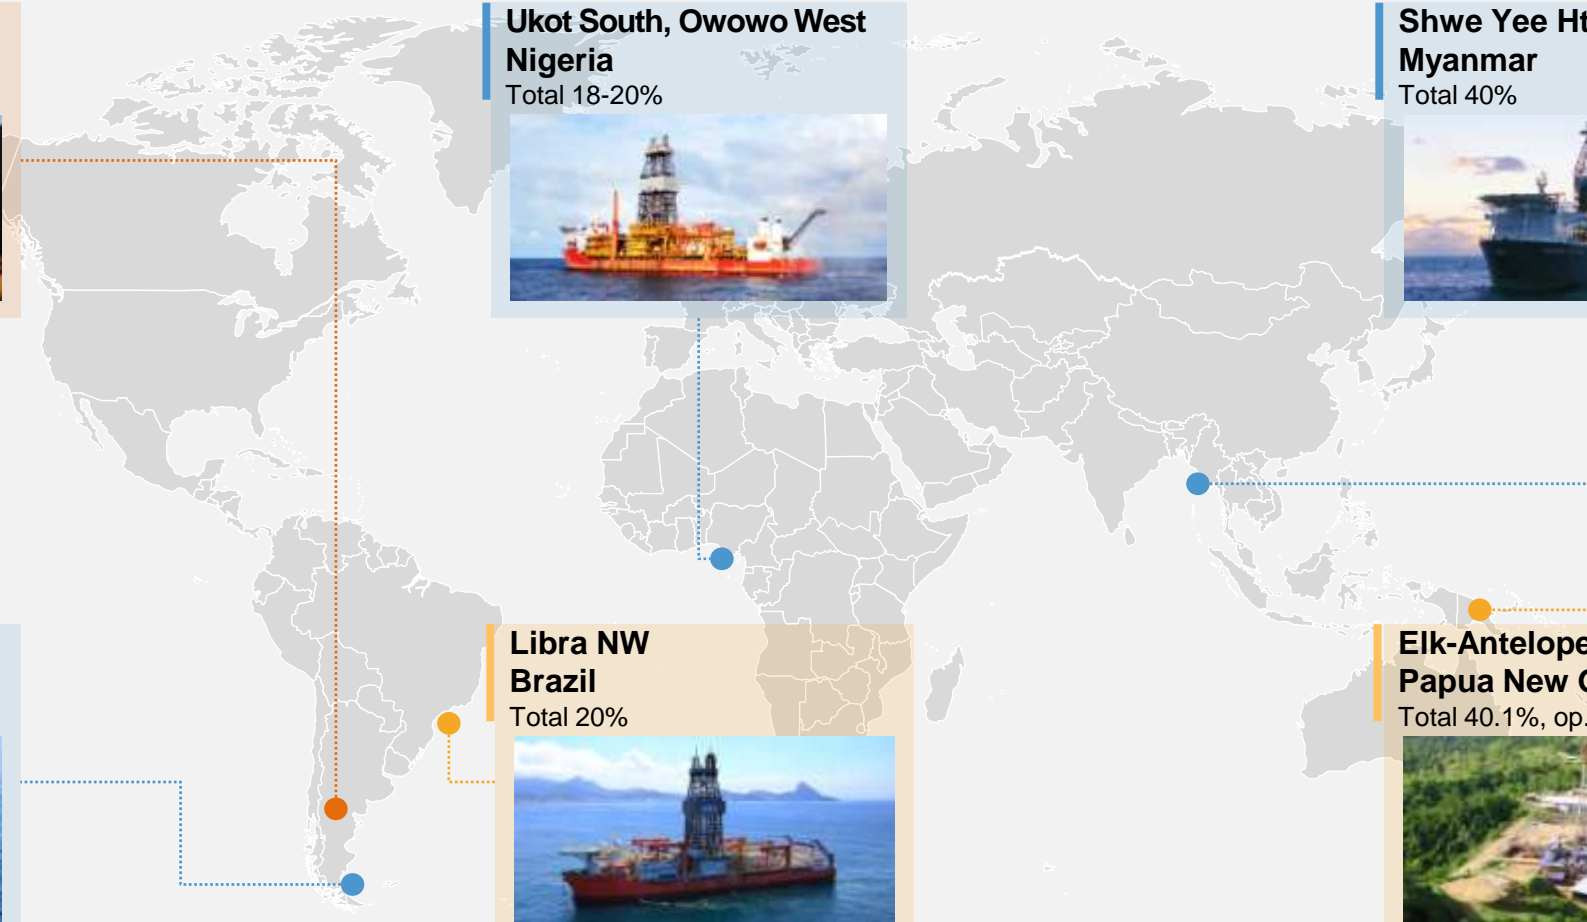 Ukot South, Owowo West
Nigeria
Total 18-20%
Shwe Yee
Myanmar
Total 40%
Libra NW
Brazil
Total 20%
Elk-Antelope
Papua New
Total 40.1%, op.